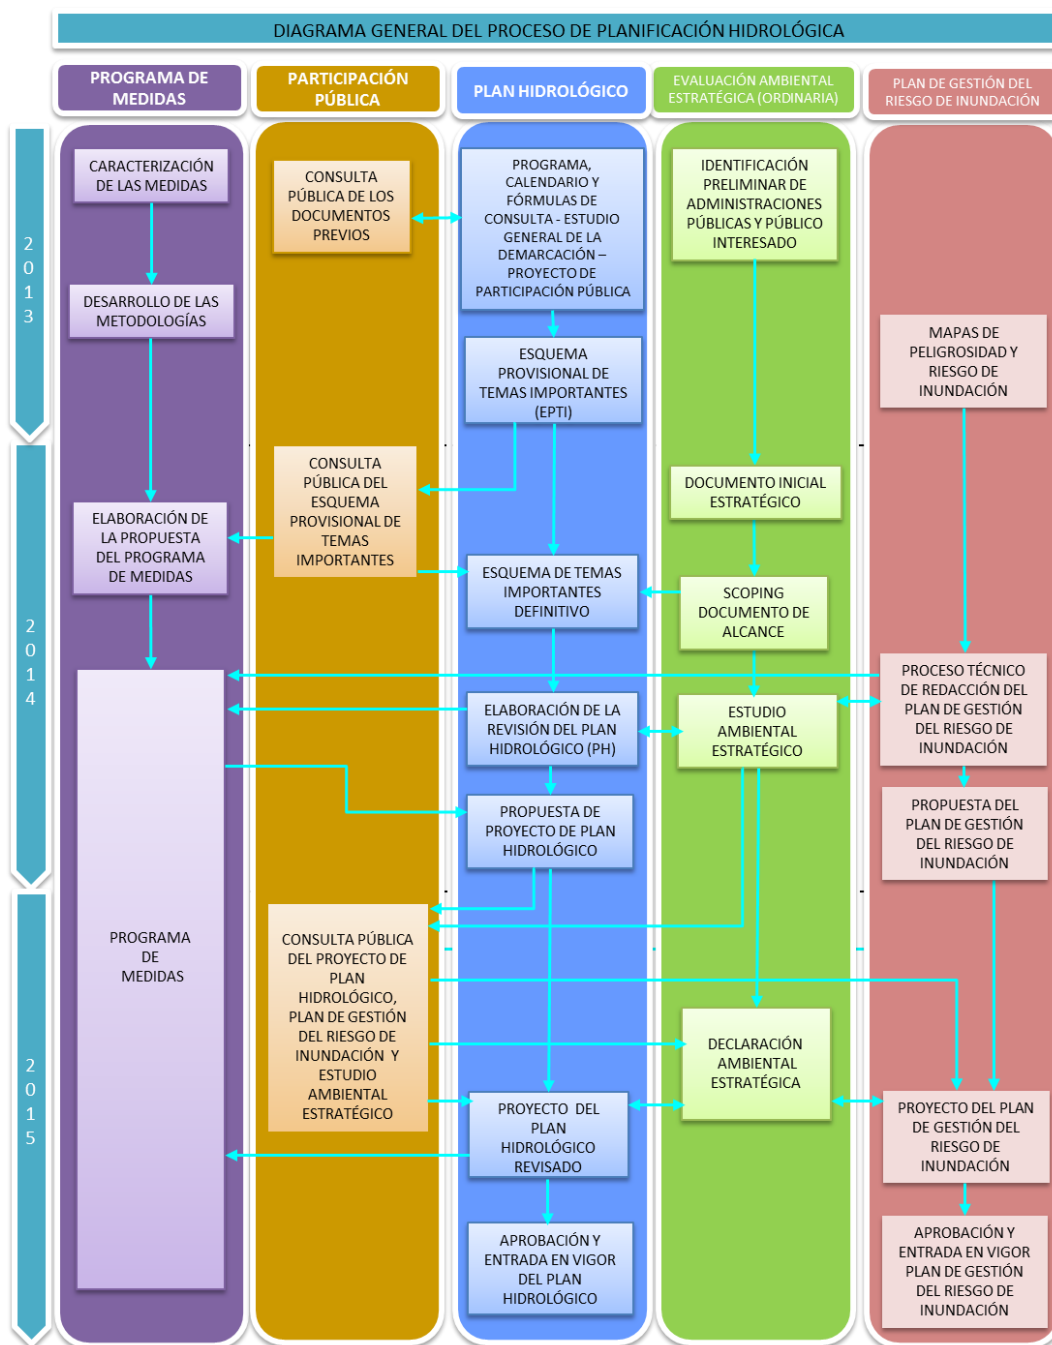 DIAGRAMA GENERAL DEL PROCESO DE PLANIFICACIÓN HIDROLÓGICA
PROGRAMA DE
MEDIDAS
PARTICIPACIÓN
PÚBLICA
PLAN HIDROLÓGICO
EVALUACIÓN AMBIENTAL
ESTRATÉGICA (ORDINARIA)
PLAN DE GESTIÓN DEL
RIESGO DE INUNDACIÓN
2
0
1
3
CARACTERIZACIÓN
DE LAS MEDIDAS
CONSULTA
PÚBLICA DE LOS
DOCUMENTOS
PREVIOS
PROGRAMA,
CALENDARIO Y
FÓRMULAS DE
CONSULTA - ESTUDIO
GENERAL DE LA
DEMARCACIÓN –
PROYECTO DE
PARTICIPACIÓN PÚBLICA
IDENTIFICACIÓN
PRELIMINAR DE
ADMINISTRACIONES
PÚBLICAS Y PÚBLICO
INTERESADO
DESARROLLO DE LAS
METODOLOGÍAS
ESQUEMA
PROVISIONAL DE
TEMAS IMPORTANTES
(EPTI)
MAPAS DE
PELIGROSIDAD Y
RIESGO DE
INUNDACIÓN
2
0
1
4
CONSULTA
PÚBLICA DEL
ESQUEMA
PROVISIONAL DE
TEMAS
IMPORTANTES
DOCUMENTO INICIAL
ESTRATÉGICO
ELABORACIÓN DE
LA PROPUESTA
DEL PROGRAMA
DE MEDIDAS
ESQUEMA DE TEMAS
IMPORTANTES
DEFINITIVO
SCOPING
DOCUMENTO DE
ALCANCE
PROCESO TÉCNICO
DE REDACCIÓN DEL
PLAN DE GESTIÓN
DEL RIESGO DE
INUNDACIÓN
ELABORACIÓN DE LA
REVISIÓN DEL PLAN
HIDROLÓGICO (PH)
ESTUDIO
AMBIENTAL
ESTRATÉGICO
PROPUESTA DE
PROYECTO DE PLAN
HIDROLÓGICO
PROPUESTA DEL
PLAN DE GESTIÓN
DEL RIESGO DE
INUNDACIÓN
2
0
1
5
PROGRAMA
DE
MEDIDAS
CONSULTA PÚBLICA
DEL PROYECTO DE
PLAN
HIDROLÓGICO,
PLAN DE GESTIÓN
DEL RIESGO DE
INUNDACIÓN Y
ESTUDIO
AMBIENTAL
ESTRATÉGICO
DECLARACIÓN
AMBIENTAL
ESTRATÉGICA
PROYECTO DEL
PLAN
HIDROLÓGICO
REVISADO
PROYECTO DEL PLAN
DE GESTIÓN DEL
RIESGO DE
INUNDACIÓN
APROBACIÓN Y
ENTRADA EN VIGOR
DEL PLAN
HIDROLÓGICO
APROBACIÓN Y
ENTRADA EN VIGOR
PLAN DE GESTIÓN
DEL RIESGO DE
INUNDACIÓN